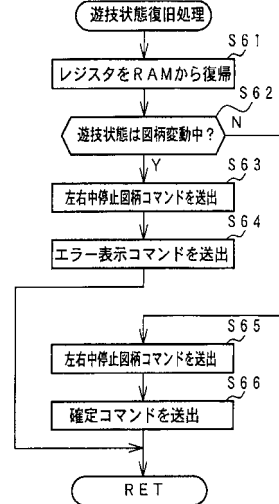 遊技状態復旧処理
S61
レジスタをRAMから復帰
S62
遊技状態は図柄変動中？
N
Y
S63
左右中停止図柄コマンドを送出
S64
エラー表示コマンドを送出
S65
左右中停止図柄コマンドを送出
S66
確定コマンドを送出
RET